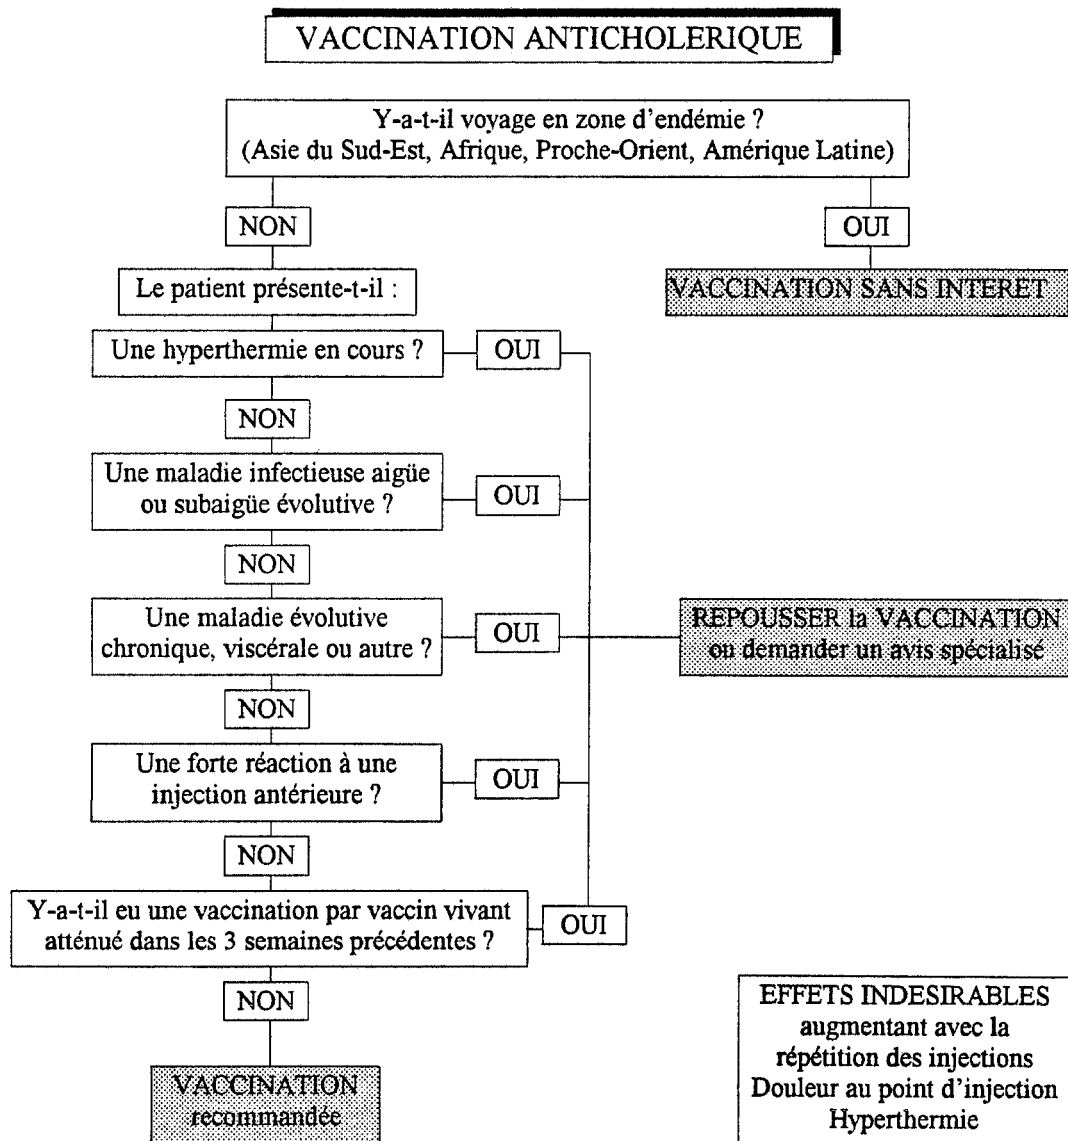 VACCINATION ANTICHOLERIQUE
Y-a-t-il voyage en zone d'endémie ?
(Asie du Sud-Est, Afrique, Proche-Orient, Amérique Latine)
NON
OUI
Le patient présente-t-il :
VACCINATION SANS INTERET
Une hyperthermie en cours ?
OUI
NON
Une maladie infectieuse aigüe
ou subaigüe évolutive ?
OUI
NON
Une maladie évolutive
chronique, viscérale ou autre ?
OUI
REPOUSSER la VACCINATION
ou demander un avis spécialisé
NON
Une forte réaction à une
injection antérieure ?
OUI
NON
Y-a-t-il eu une vaccination par vaccin vivant
atténué dans les 3 semaines précédentes ?
OUI
NON
VACCINATION
recommandée
EFFETS INDESIRABLES
augmentant avec la
répétition des injections
Douleur au point d'injection
Hyperthermie